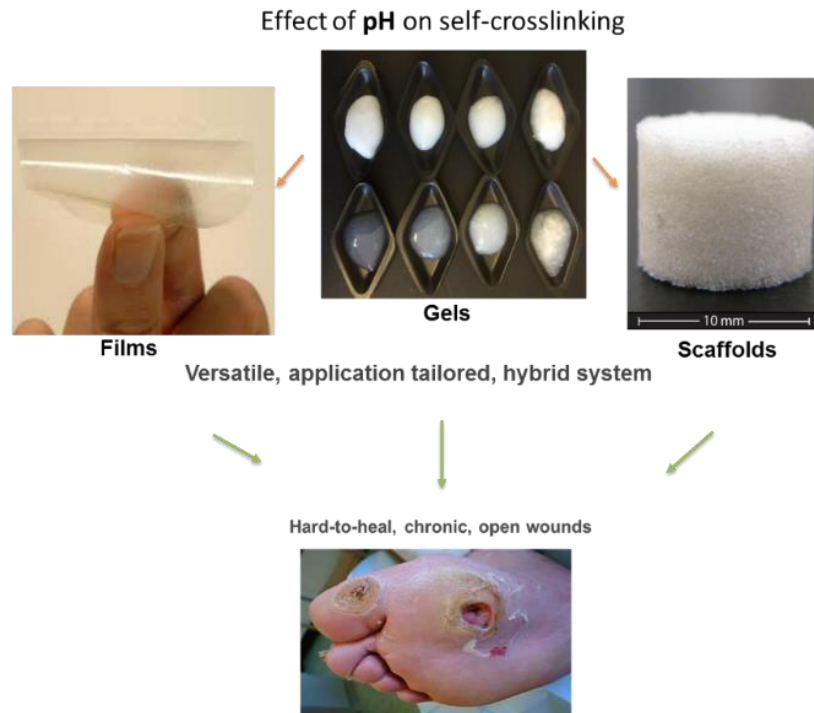 Effect of pH on self-crosslinking
Films
Gels
10 mm
Scaffolds
Versatile, application tailored, hybrid system
Hard-to-heal, chronic, open wounds